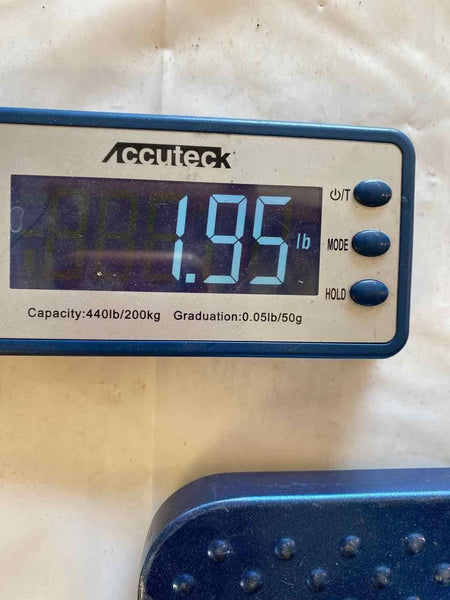 Accuteck
⏻/T
1.95 lb
MODE
HOLD
Capacity:440lb/200kg Graduation:0.05lb/50g